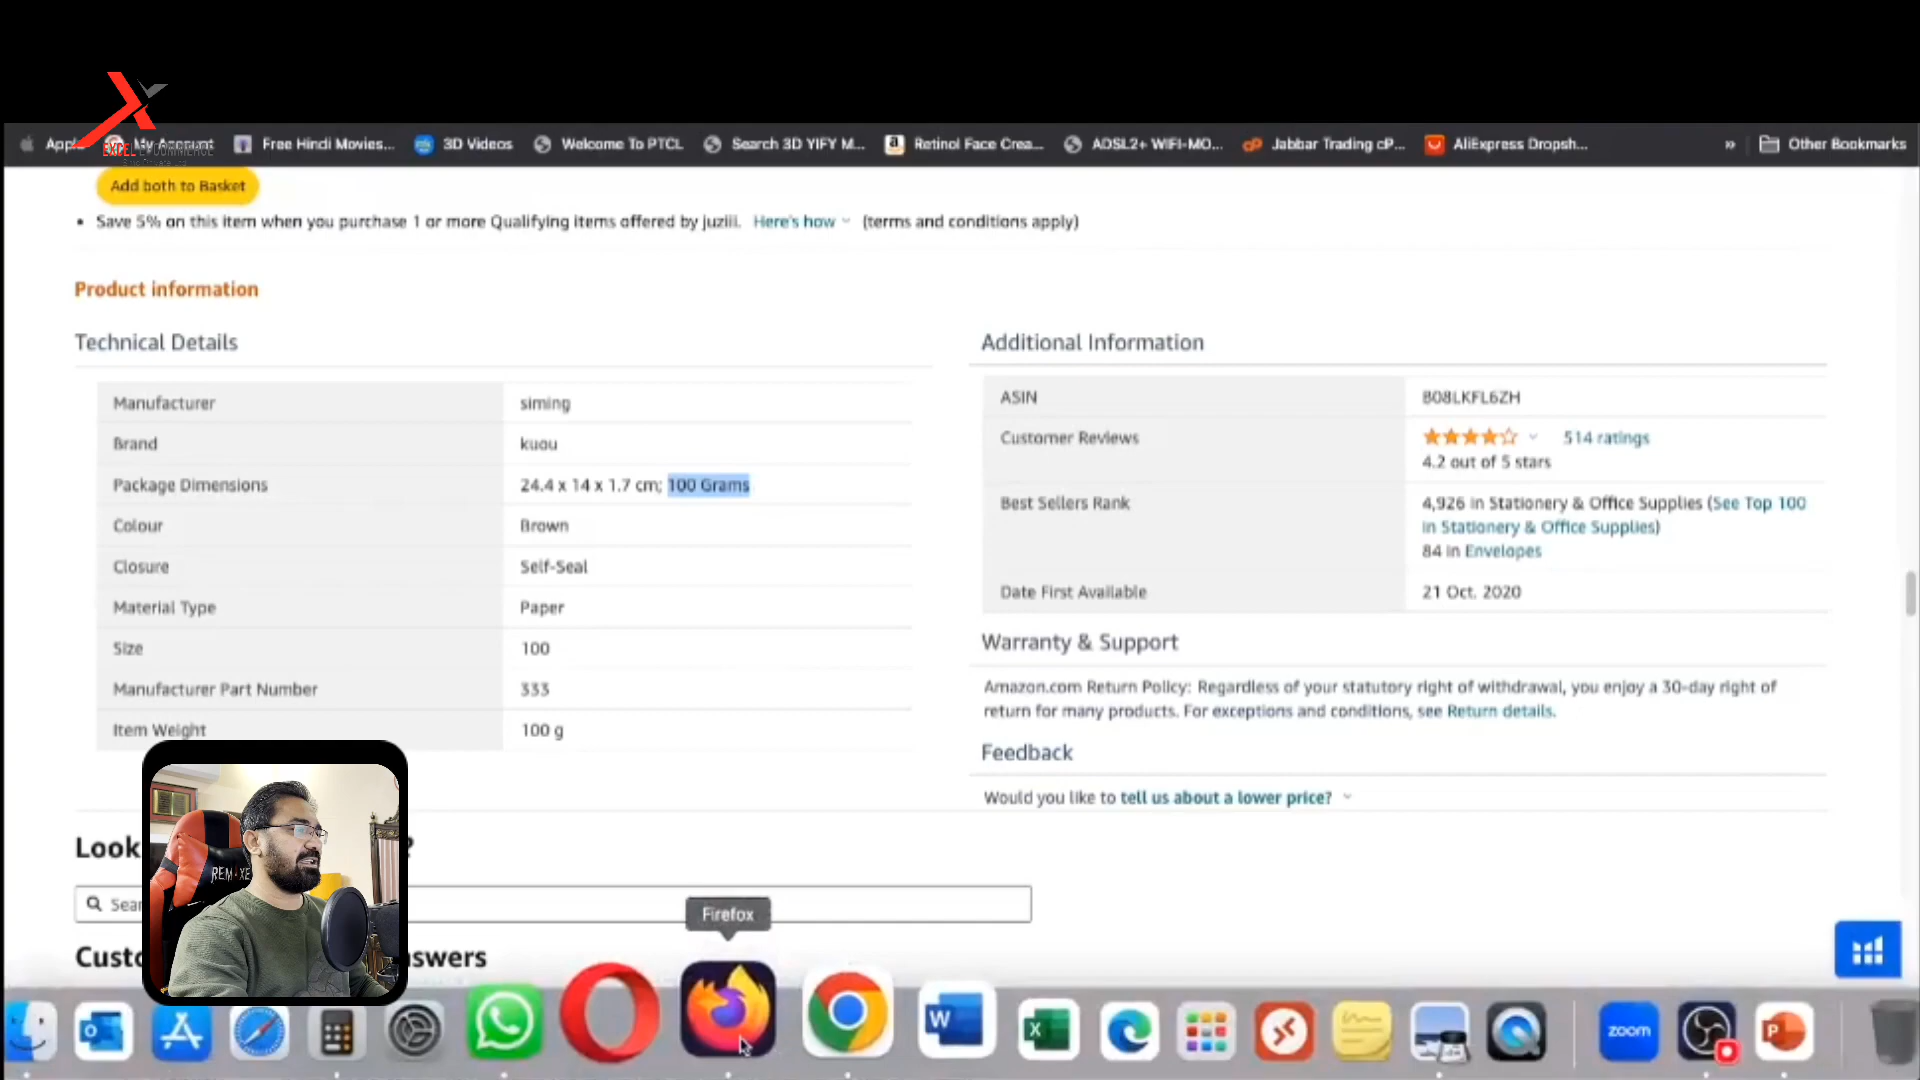 Apple
My Account
Free Hindi Movies...
3D Videos
Welcome To PTCL
Search 3D YIFY M...
Retinol Face Crea...
ADSL2+ WIFI-MO...
Jabbar Trading cP...
AliExpress Dropsh...
»
Other Bookmarks
EXCEL ECOMMERCE
Add both to Basket
• Save 5% on this item when you purchase 1 or more Qualifying items offered by juziii. Here's how (terms and conditions apply)
Product information
Technical Details
Manufacturer siming
Brand kuou
Package Dimensions 24.4 x 14 x 1.7 cm; 100 Grams
Colour Brown
Closure Self-Seal
Material Type Paper
Size 100
Manufacturer Part Number 333
Item Weight 100 g
Additional Information
ASIN B08LKFL6ZH
Customer Reviews 514 ratings
4.2 out of 5 stars
Best Sellers Rank 4,926 in Stationery & Office Supplies (See Top 100
in Stationery & Office Supplies)
84 in Envelopes
Date First Available 21 Oct. 2020
Warranty & Support
Amazon.com Return Policy: Regardless of your statutory right of withdrawal, you enjoy a 30-day right of
return for many products. For exceptions and conditions, see Return details.
Feedback
Would you like to tell us about a lower price?
Look ?
Sear
Custo nswers
Firefox
zoom